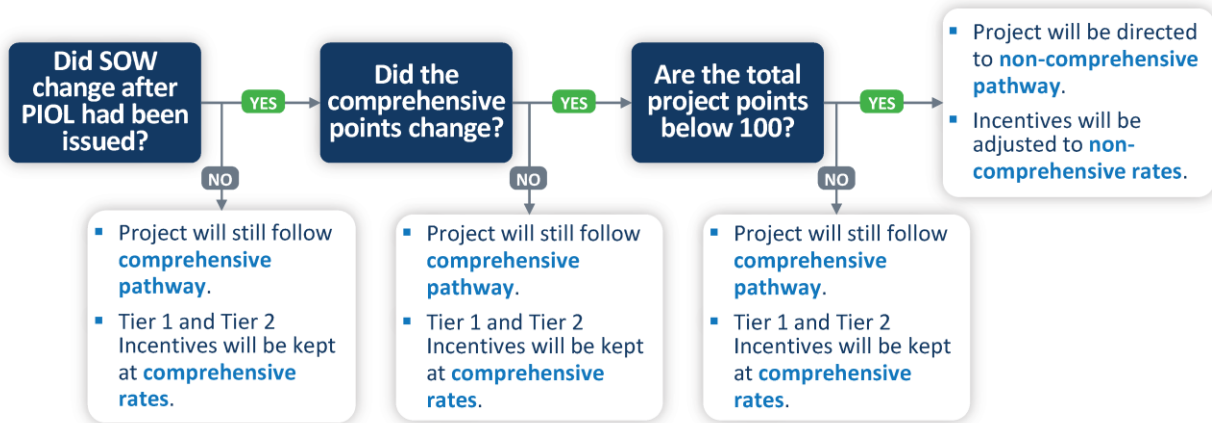 Did SOW
change after
PIOL had been
issued?
YES
NO
Did the
comprehensive
points change?
YES
NO
Are the total
project points
below 100?
YES
NO
▪ Project will be directed
to non-comprehensive
pathway.
▪ Incentives will be
adjusted to non-
comprehensive rates.
▪ Project will still follow
comprehensive
pathway.
▪ Tier 1 and Tier 2
Incentives will be kept
at comprehensive
rates.
▪ Project will still follow
comprehensive
pathway.
▪ Tier 1 and Tier 2
Incentives will be kept
at comprehensive
rates.
▪ Project will still follow
comprehensive
pathway.
▪ Tier 1 and Tier 2
Incentives will be kept
at comprehensive
rates.